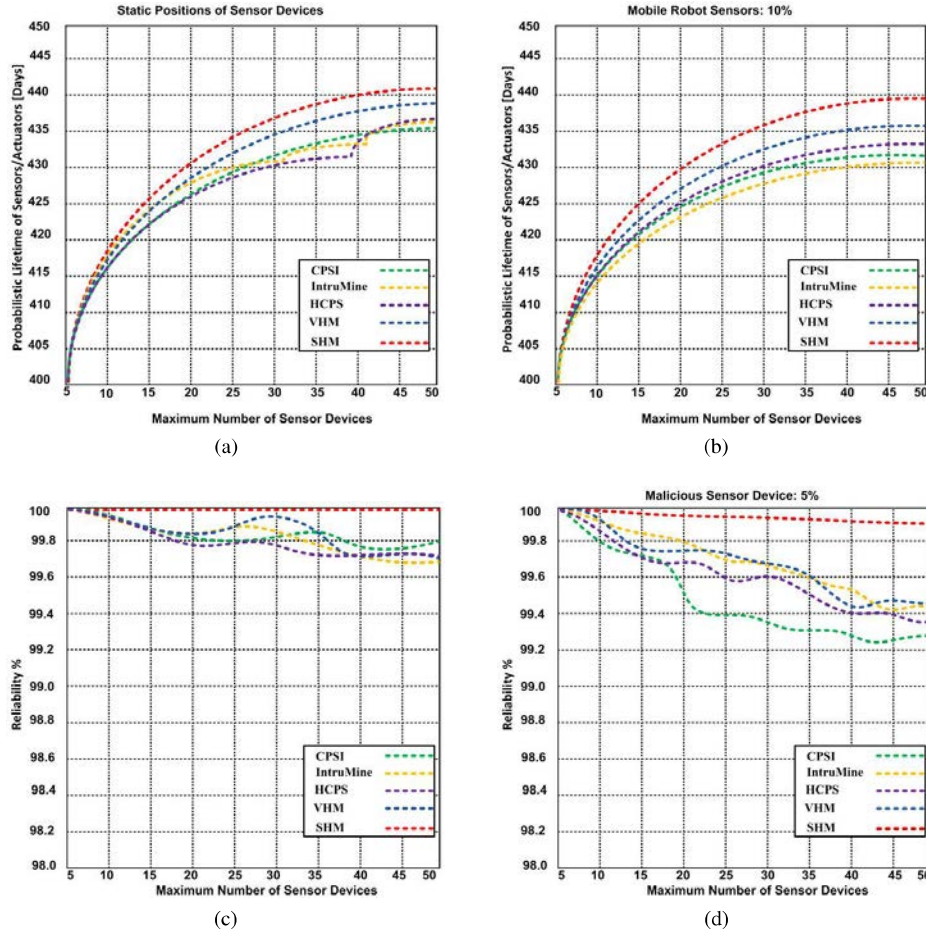 Static Positions of Sensor Devices
Probabilistic Lifetime of Sensors/Actuators [Days]
450
445
440
435
430
425
420
415
410
405
400
CPSI
IntruMine
HCPS
VHM
SHM
5 10 15 20 25 30 35 40 45 50
Maximum Number of Sensor Devices
(a)
Mobile Robot Sensors: 10%
Probabilistic Lifetime of Sensors/Actuators [Days]
450
445
440
435
430
425
420
415
410
405
400
CPSI
IntruMine
HCPS
VHM
SHM
5 10 15 20 25 30 35 40 45 50
Maximum Number of Sensor Devices
(b)
Reliability %
100
99.8
99.6
99.4
99.2
99.0
98.8
98.6
98.4
98.2
98.0
CPSI
IntruMine
HCPS
VHM
SHM
5 10 15 20 25 30 35 40 45 50
Maximum Number of Sensor Devices
(c)
Malicious Sensor Device: 5%
Reliability %
100
99.8
99.6
99.4
99.2
99.0
98.8
98.6
98.4
98.2
98.0
CPSI
IntruMine
HCPS
VHM
SHM
5 10 15 20 25 30 35 40 45 50
Maximum Number of Sensor Devices
(d)